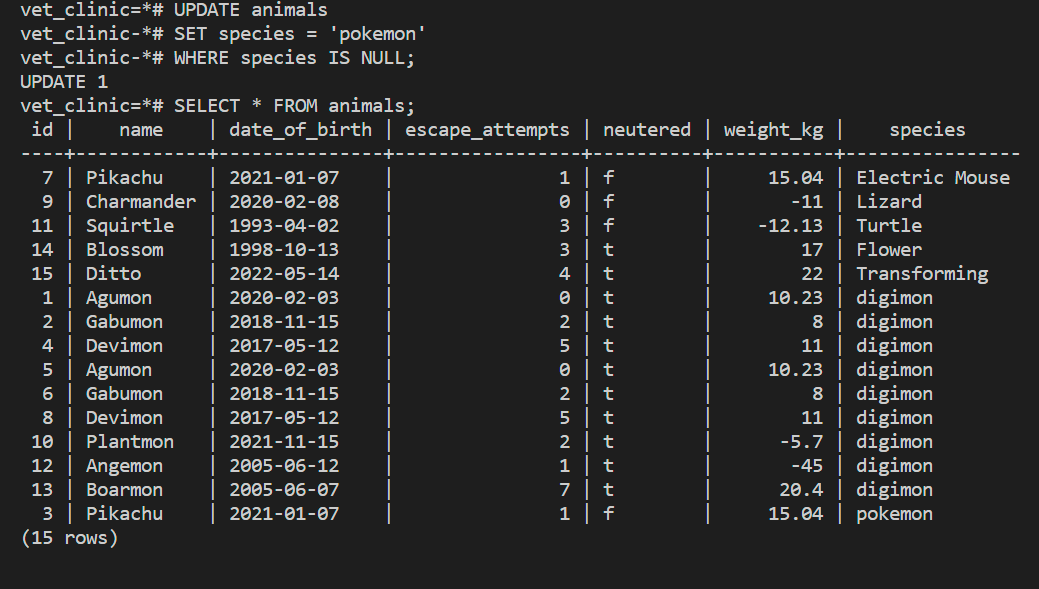 vet_clinic=*# UPDATE animals
vet_clinic-*# SET species = 'pokemon'
vet_clinic-*# WHERE species IS NULL;
UPDATE 1
vet_clinic=*# SELECT * FROM animals;
 id |    name    | date_of_birth | escape_attempts | neutered | weight_kg |    species
----+------------+---------------+-----------------+----------+-----------+----------------
  7 | Pikachu    | 2021-01-07    |               1 | f        |     15.04 | Electric Mouse
  9 | Charmander | 2020-02-08    |               0 | f        |       -11 | Lizard
 11 | Squirtle   | 1993-04-02    |               3 | f        |    -12.13 | Turtle
 14 | Blossom    | 1998-10-13    |               3 | t        |        17 | Flower
 15 | Ditto      | 2022-05-14    |               4 | t        |        22 | Transforming
  1 | Agumon     | 2020-02-03    |               0 | t        |     10.23 | digimon
  2 | Gabumon    | 2018-11-15    |               2 | t        |         8 | digimon
  4 | Devimon    | 2017-05-12    |               5 | t        |        11 | digimon
  5 | Agumon     | 2020-02-03    |               0 | t        |     10.23 | digimon
  6 | Gabumon    | 2018-11-15    |               2 | t        |         8 | digimon
  8 | Devimon    | 2017-05-12    |               5 | t        |        11 | digimon
 10 | Plantmon   | 2021-11-15    |               2 | t        |      -5.7 | digimon
 12 | Angemon    | 2005-06-12    |               1 | t        |       -45 | digimon
 13 | Boarmon    | 2005-06-07    |               7 | t        |      20.4 | digimon
  3 | Pikachu    | 2021-01-07    |               1 | f        |     15.04 | pokemon
(15 rows)